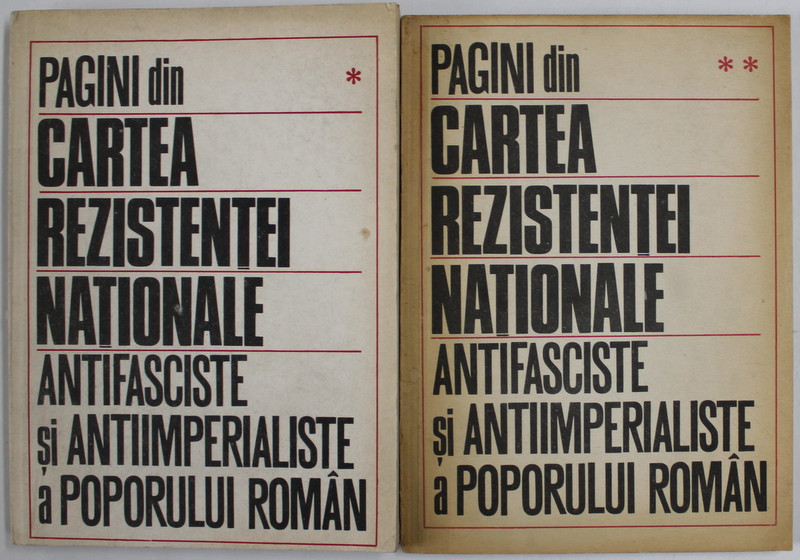 PAGINI din *
CARTEA
REZISTENȚEI
NAȚIONALE
ANTIFASCISTE
și ANTIIMPERIALISTE
a POPORULUI ROMÂN
PAGINI din * *
CARTEA
REZISTENȚEI
NAȚIONALE
ANTIFASCISTE
și ANTIIMPERIALISTE
a POPORULUI ROMÂN